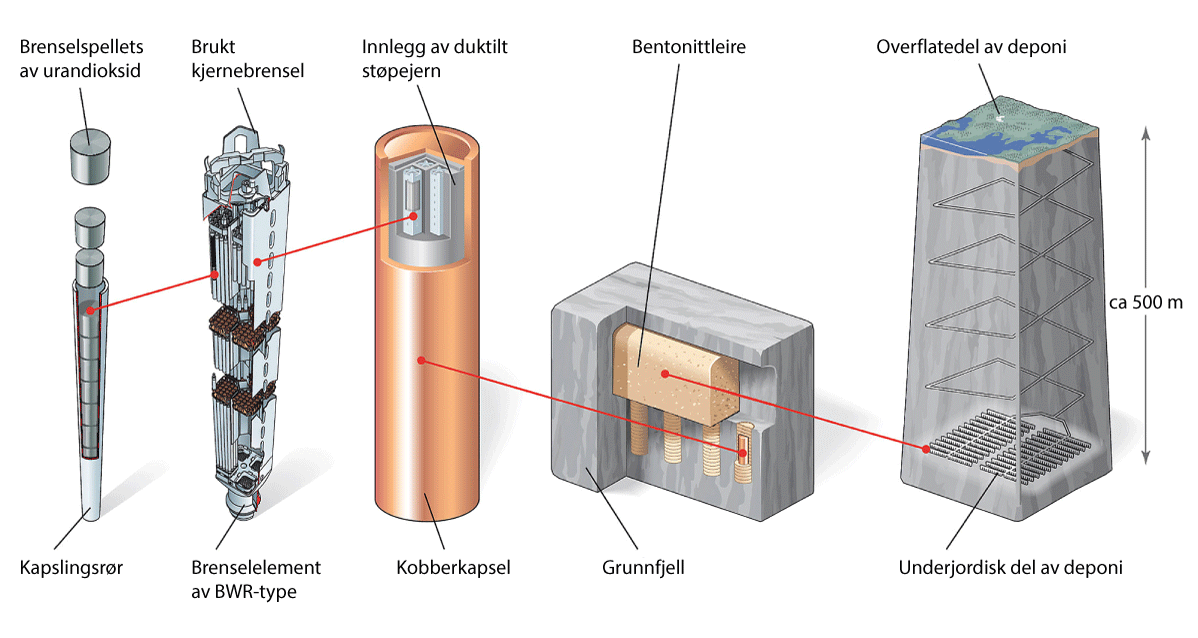 Brenselspellets
av urandioksid
Brukt
kjernebrensel
Innlegg av duktilt
støpejern
Bentonittleire
Overflatedel av deponi
ca 500 m
Kapslingsrør
Brenselelement
av BWR-type
Kobberkapsel
Grunnfjell
Underjordisk del av deponi